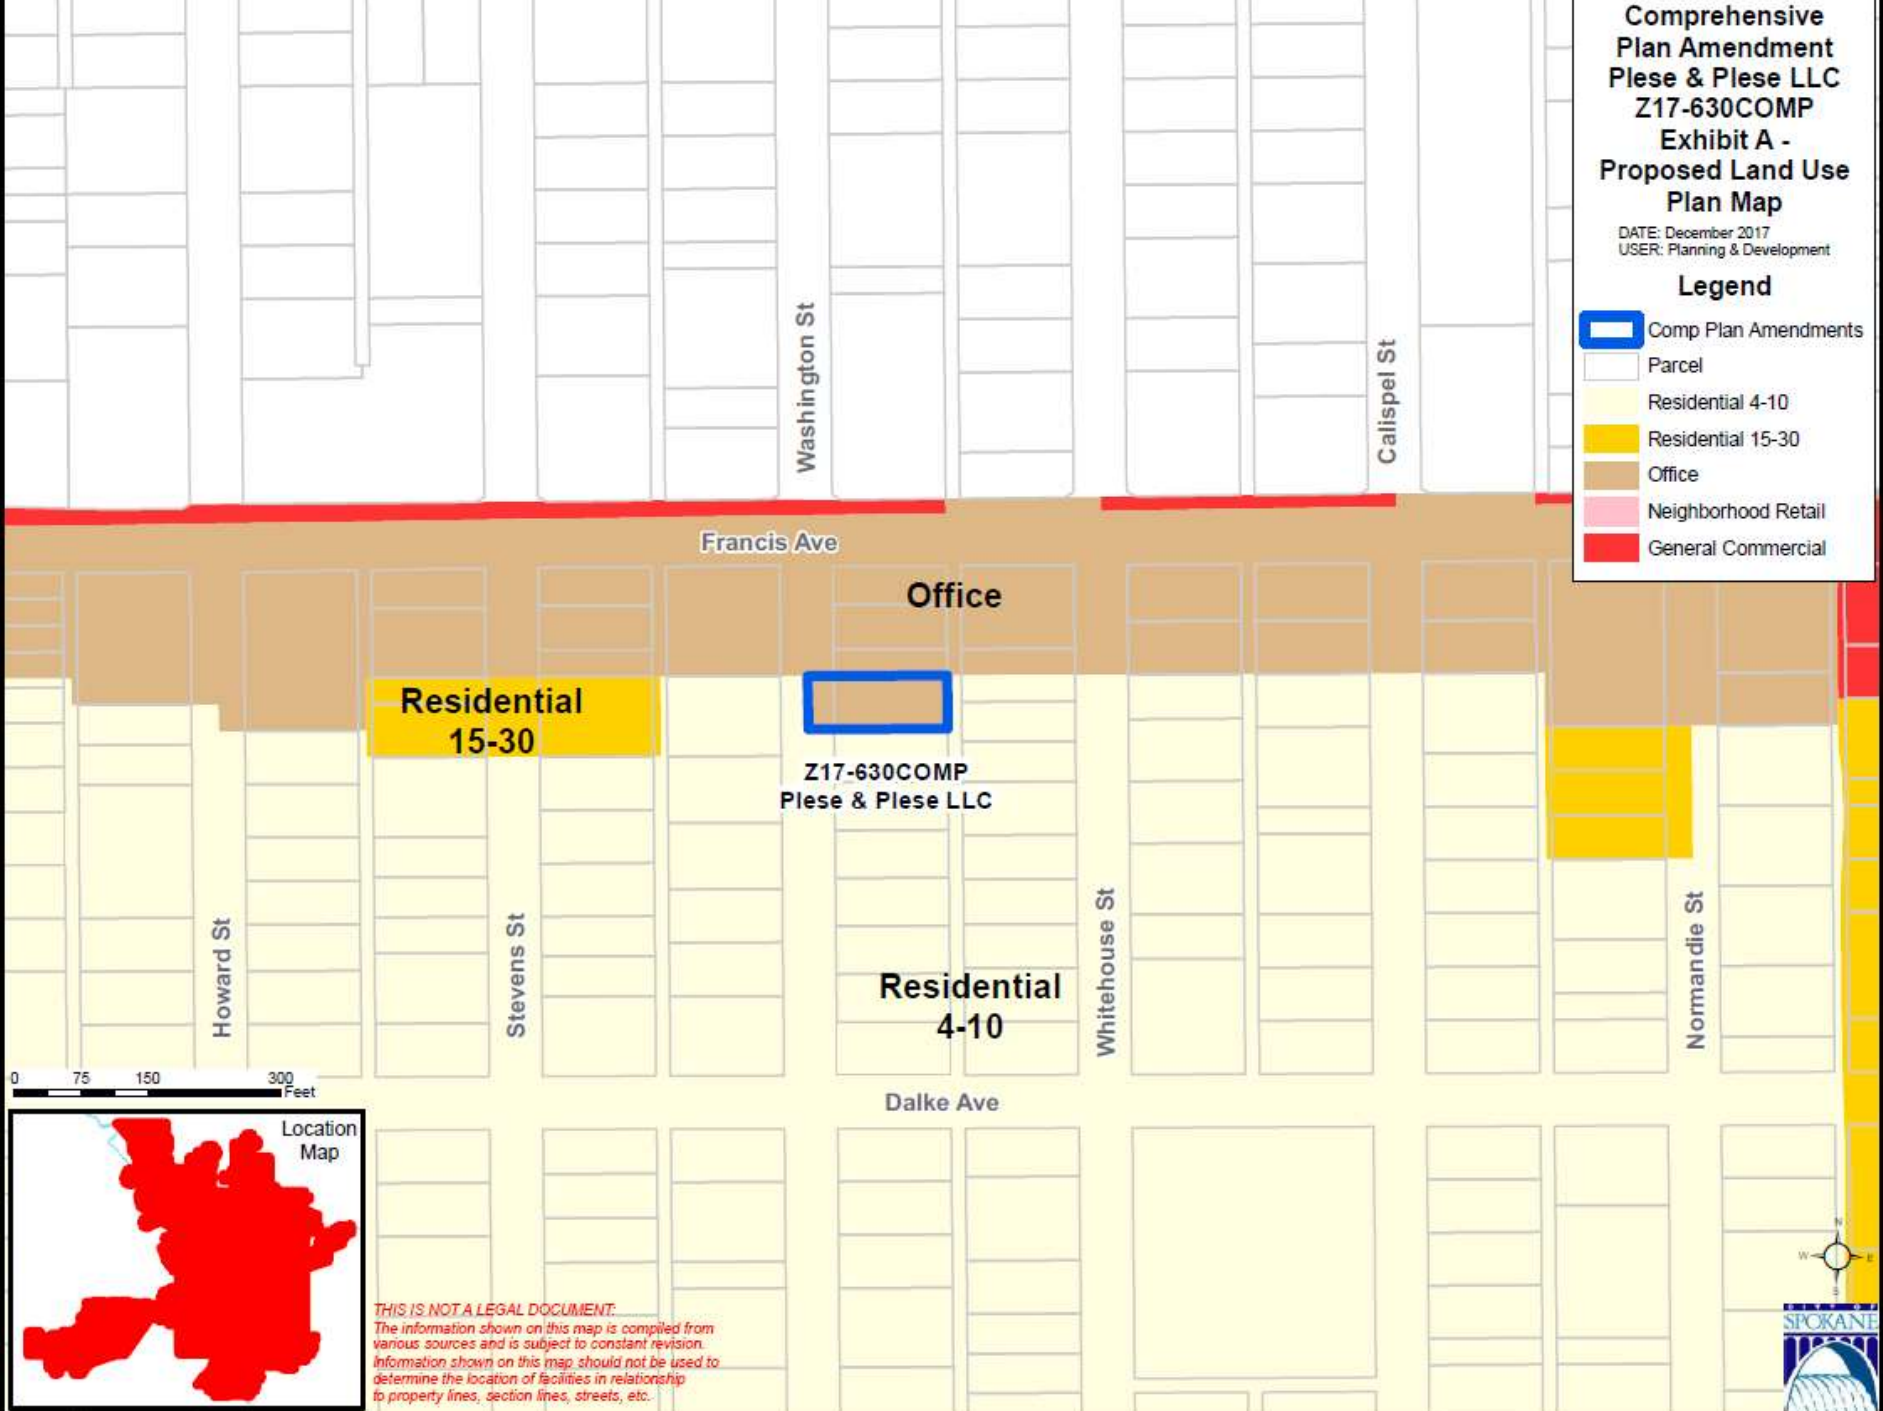 Comprehensive
Plan Amendment
Plese & Plese LLC
Z17-630COMP
Exhibit A -
Proposed Land Use
Plan Map
DATE: December 2017
USER: Planning & Development
Legend
Comp Plan Amendments
Parcel
Residential 4-10
Residential 15-30
Office
Neighborhood Retail
General Commercial
Washington St
Calispel St
Francis Ave
Office
Residential
15-30
Z17-630COMP
Plese & Plese LLC
Howard St
Stevens St
Whitehouse St
Normandie St
Residential
4-10
0 75 150 300
Feet
Dalke Ave
Location
Map
THIS IS NOT A LEGAL DOCUMENT:
The information shown on this map is compiled from
various sources and is subject to constant revision.
Information shown on this map should not be used to
determine the location of facilities in relationship
to property lines, section lines, streets, etc.
N
W E
S
CITY OF
SPOKANE